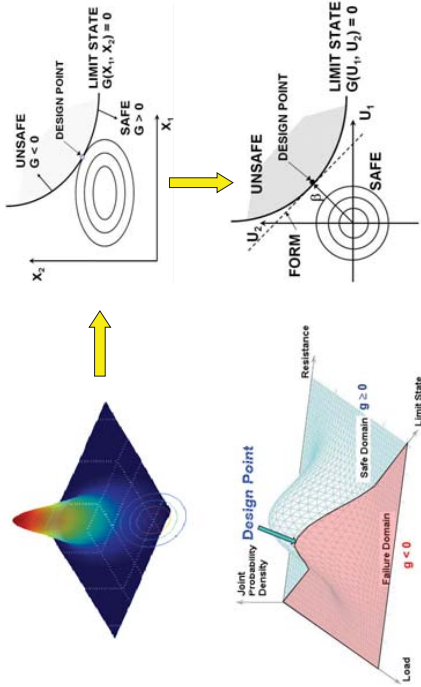 X₂
UNSAFE
G < 0
DESIGN POINT
LIMIT STATE
G(X₁, X₂) = 0
SAFE
G > 0
X₁
Joint
Probability
Density
Design Point
Resistance
Safe Domain
g ≥ 0
Failure Domain
g < 0
Limit State
Load
U₂
FORM
UNSAFE
DESIGN POINT
LIMIT STATE
G(U₁, U₂) = 0
β
U₁
SAFE